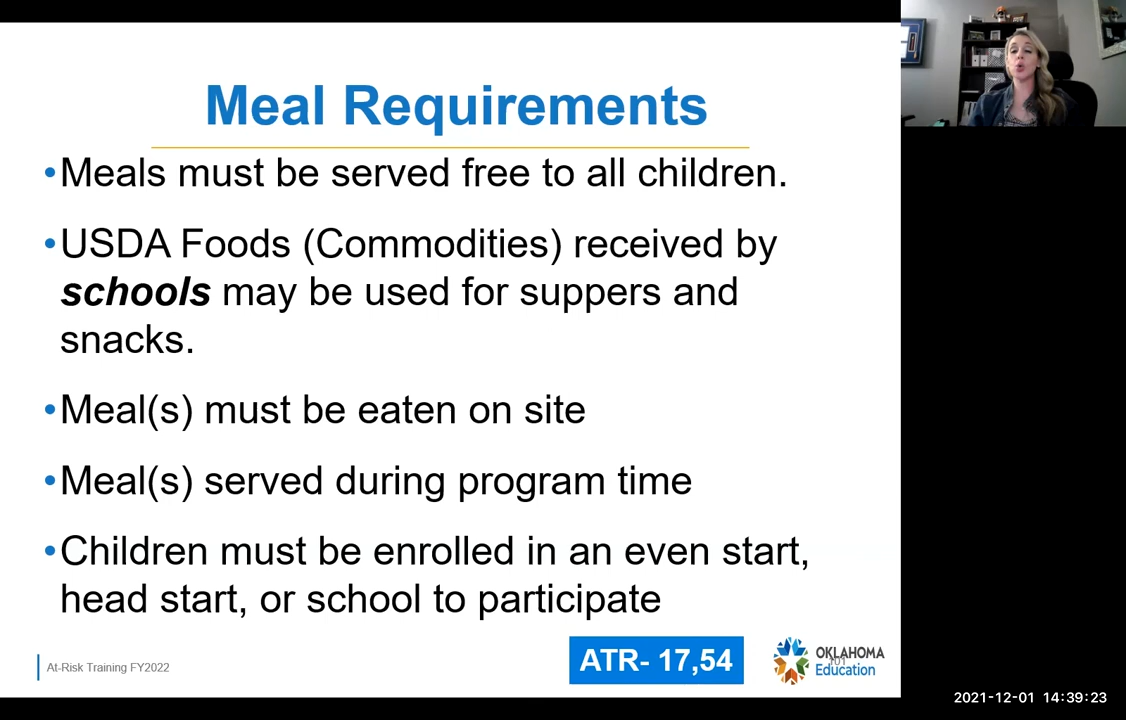 Meal Requirements
•Meals must be served free to all children.
•USDA Foods (Commodities) received by
schools may be used for suppers and
snacks.
•Meal(s) must be eaten on site
•Meal(s) served during program time
•Children must be enrolled in an even start,
head start, or school to participate
At-Risk Training FY2022
ATR- 17,54
OKLAHOMA
101
Education
2021-12-01 14:39:23